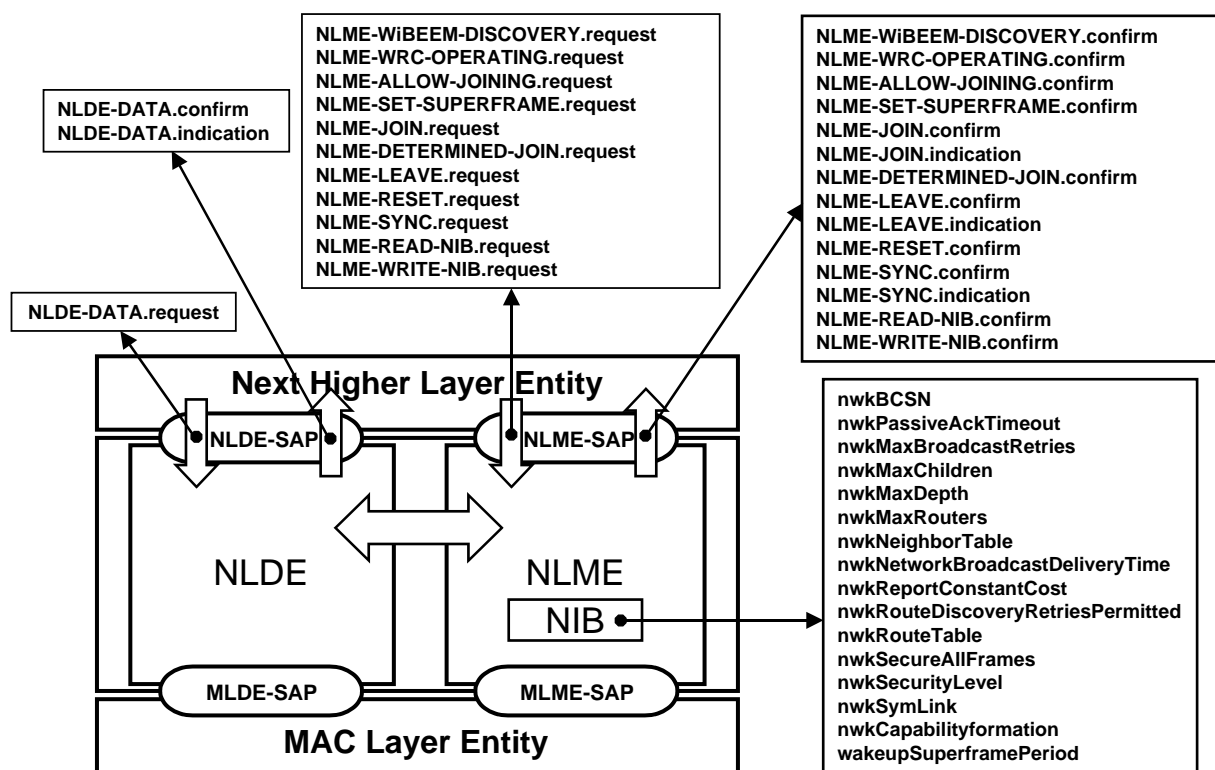 NLME-WiBEEM-DISCOVERY.request
NLME-WRC-OPERATING.request
NLME-ALLOW-JOINING.request
NLME-SET-SUPERFRAME.request
NLME-JOIN.request
NLME-DETERMINED-JOIN.request
NLME-LEAVE.request
NLME-RESET.request
NLME-SYNC.request
NLME-READ-NIB.request
NLME-WRITE-NIB.request
NLME-WiBEEM-DISCOVERY.confirm
NLME-WRC-OPERATING.confirm
NLME-ALLOW-JOINING.confirm
NLME-SET-SUPERFRAME.confirm
NLME-JOIN.confirm
NLME-JOIN.indication
NLME-DETERMINED-JOIN.confirm
NLME-LEAVE.confirm
NLME-LEAVE.indication
NLME-RESET.confirm
NLME-SYNC.confirm
NLME-SYNC.indication
NLME-READ-NIB.confirm
NLME-WRITE-NIB.confirm
NLDE-DATA.confirm
NLDE-DATA.indication
NLDE-DATA.request
Next Higher Layer Entity
NLDE-SAP
NLME-SAP
NLDE
NLME
NIB
MLDE-SAP
MLME-SAP
MAC Layer Entity
nwkBCSN
nwkPassiveAckTimeout
nwkMaxBroadcastRetries
nwkMaxChildren
nwkMaxDepth
nwkMaxRouters
nwkNeighborTable
nwkNetworkBroadcastDeliveryTime
nwkReportConstantCost
nwkRouteDiscoveryRetriesPermitted
nwkRouteTable
nwkSecureAllFrames
nwkSecurityLevel
nwkSymLink
nwkCapabilityformation
wakeupSuperframePeriod